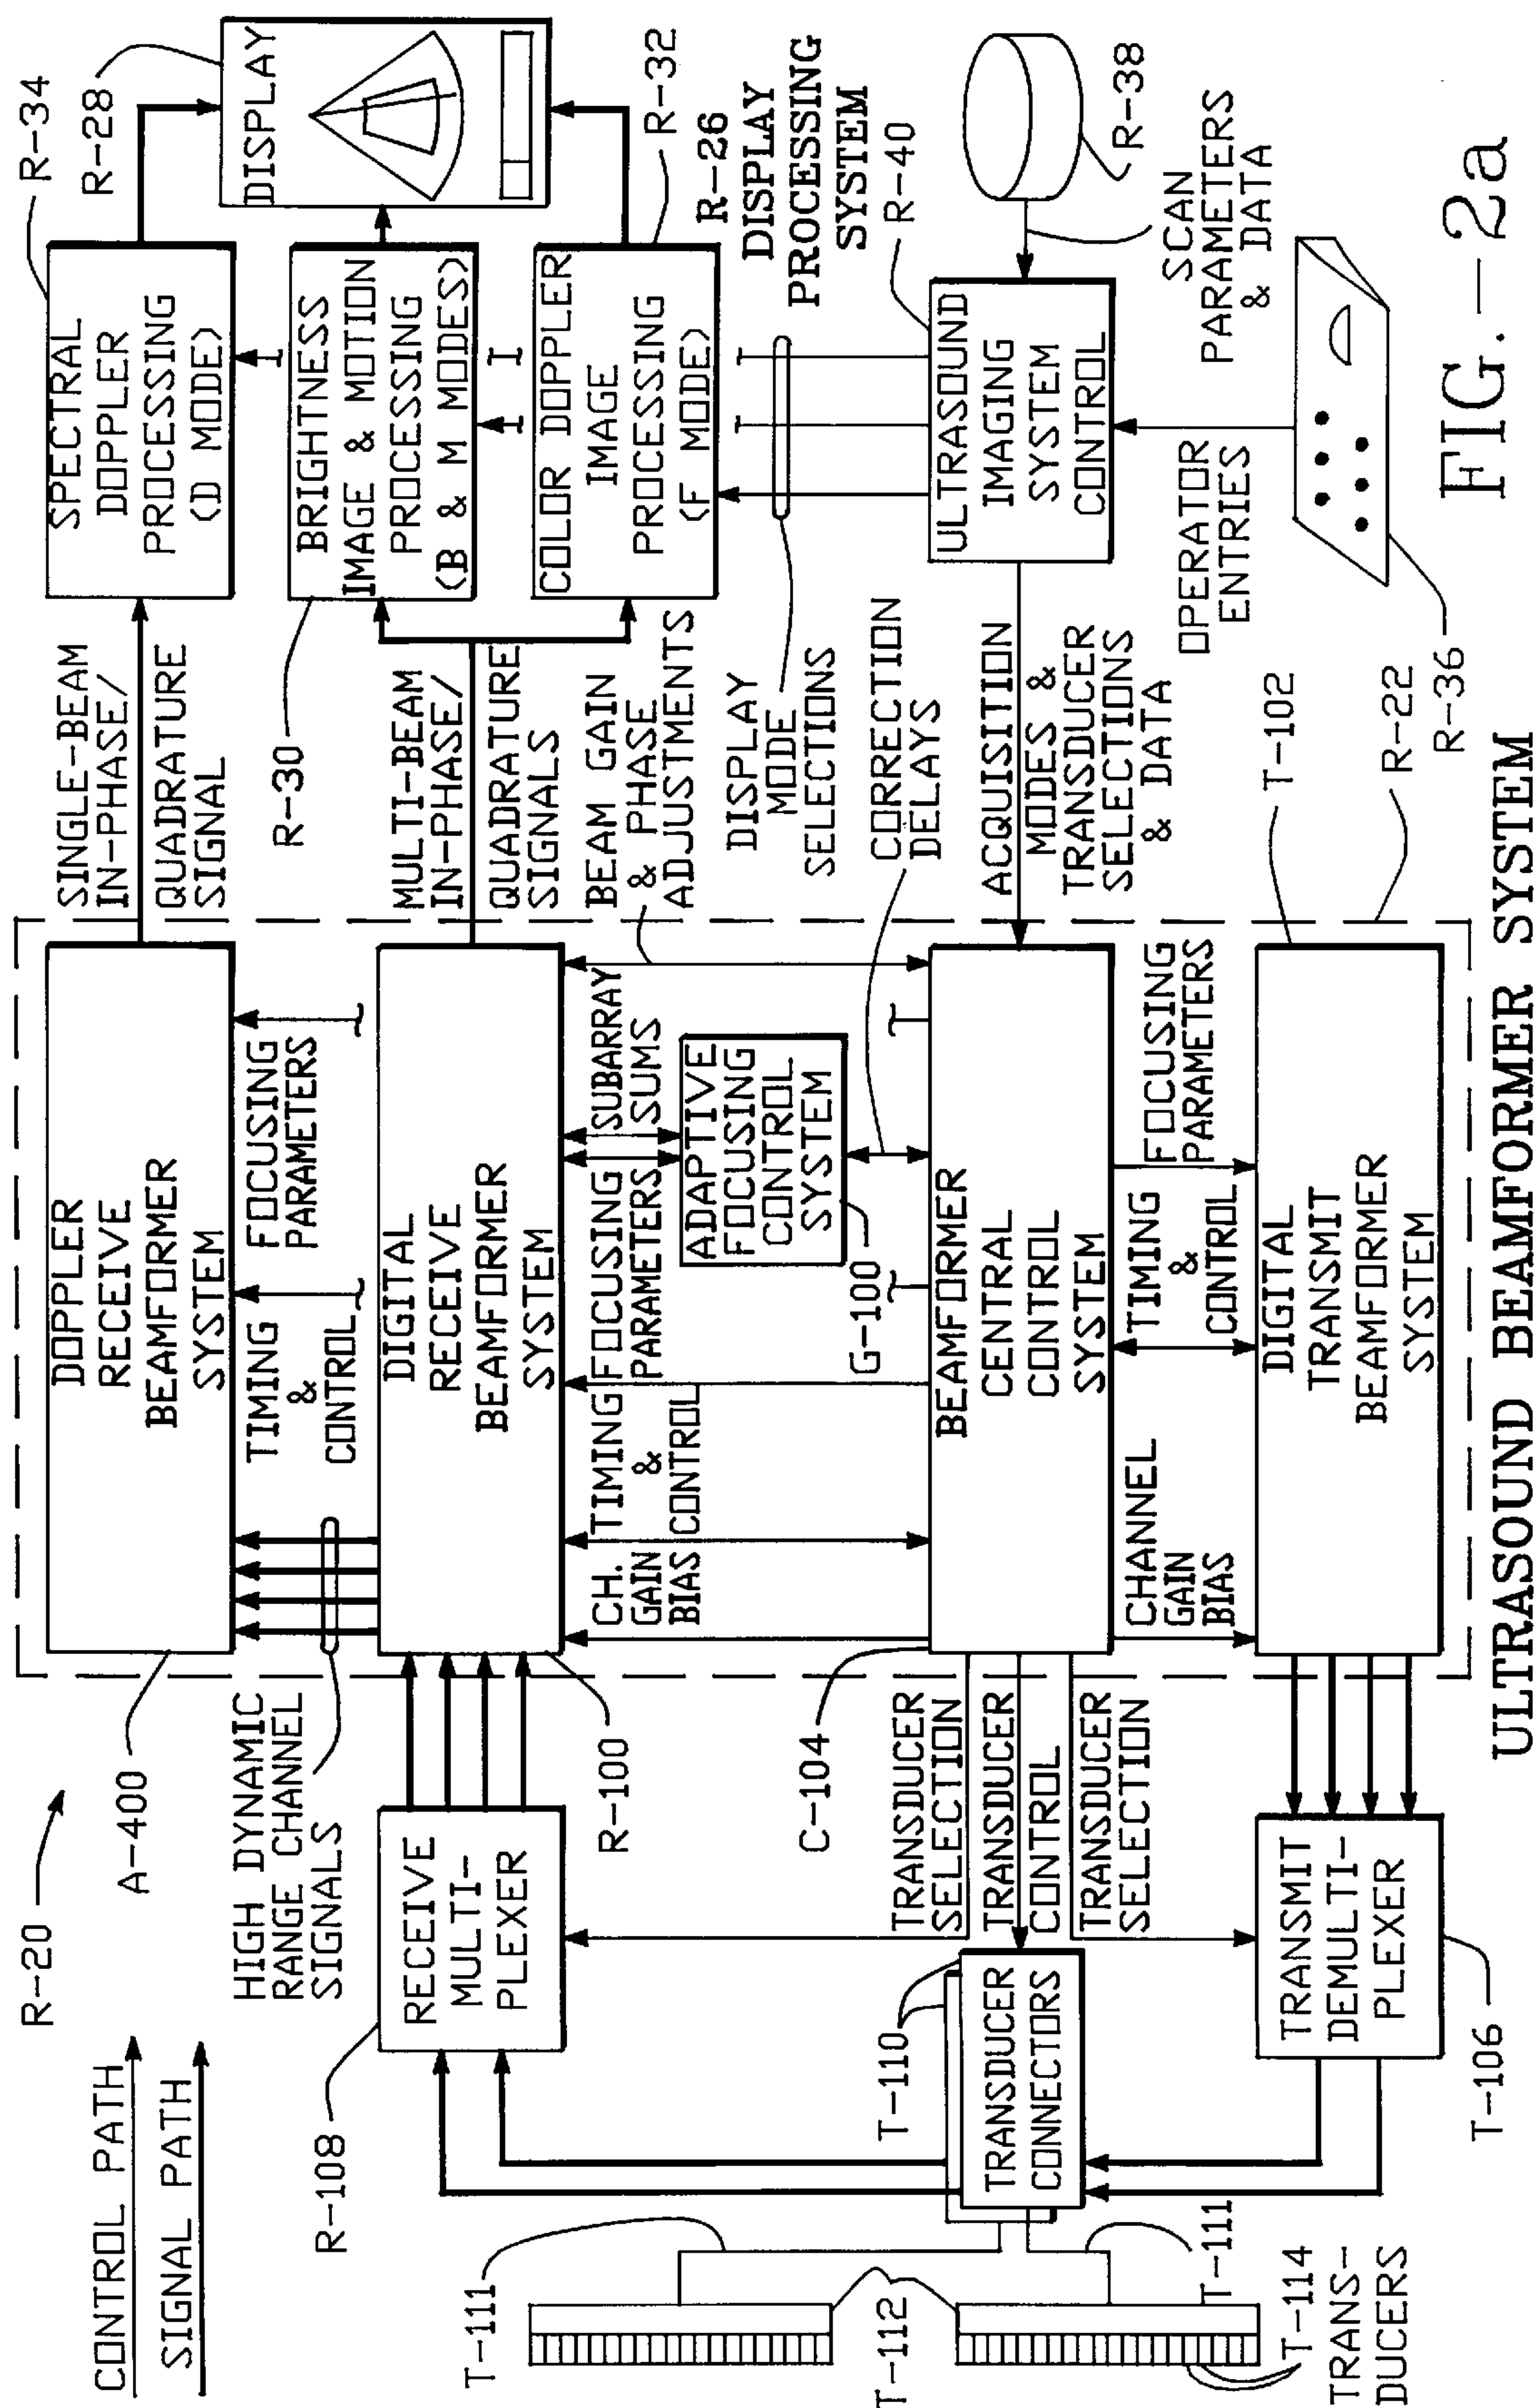 CONTROL PATH
SIGNAL PATH
R-20
A-400
HIGH DYNAMIC
RANGE CHANNEL
SIGNALS
DOPPLER
RECEIVE
BEAMFORMER
SYSTEM
TIMING
&
CONTROL
FOCUSING
PARAMETERS
SINGLE-BEAM
IN-PHASE/
QUADRATURE
SIGNAL
SPECTRAL
DOPPLER
PROCESSING
(D MODE)
R-34
R-28
DISPLAY
R-108
RECEIVE
MULTI-
PLEXER
R-100
DIGITAL
RECEIVE
BEAMFORMER
SYSTEM
R-30
MULTI-BEAM
IN-PHASE/
QUADRATURE
SIGNALS
BRIGHTNESS
IMAGE & MOTION
PROCESSING
(B & M MODES)
COLOR DOPPLER
IMAGE
PROCESSING
(F MODE)
R-32
R-26
DISPLAY
PROCESSING
SYSTEM
CH.
GAIN
BIAS
TIMING
&
CONTROL
FOCUSING
PARAMETERS
SUBARRAY
SUMS
BEAM GAIN
& PHASE
ADJUSTMENTS
ADAPTIVE
FOCUSING
CONTROL
SYSTEM
G-100
DISPLAY
MODE
SELECTIONS
CORRECTION
DELAYS
T-111
T-112
T-110
TRANSDUCER
CONNECTORS
TRANSDUCER
SELECTION
TRANSDUCER
CONTROL
TRANSDUCER
SELECTION
C-104
BEAMFORMER
CENTRAL
CONTROL
SYSTEM
ACQUISITION
MODES &
TRANSDUCER
SELECTIONS
& DATA
ULTRASOUND
IMAGING
SYSTEM
CONTROL
R-40
R-38
SCAN
PARAMETERS
& DATA
OPERATOR
ENTRIES
CHANNEL
GAIN
BIAS
TIMING
&
CONTROL
FOCUSING
PARAMETERS
T-111
T-114
TRANS-
DUCERS
TRANSMIT
DEMULTI-
PLEXER
T-106
DIGITAL
TRANSMIT
BEAMFORMER
SYSTEM
T-102
R-22
R-36
ULTRASOUND BEAMFORMER SYSTEM
FIG.-2a